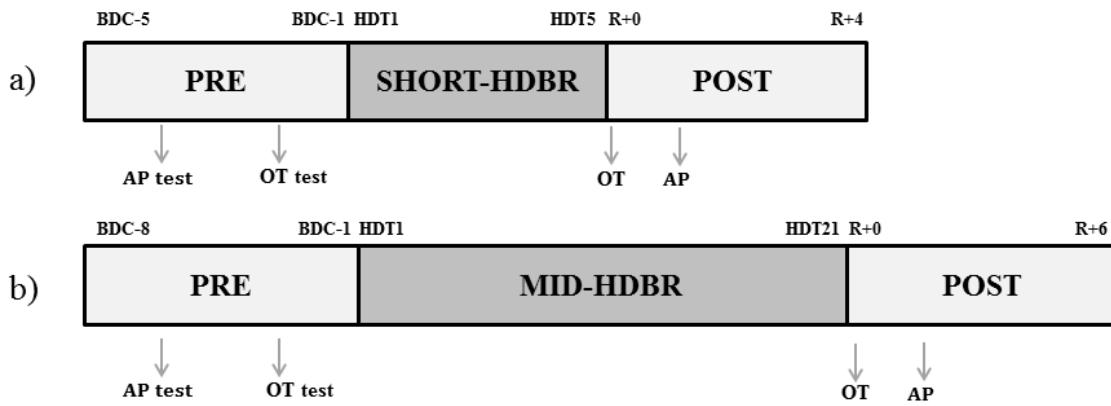 BDC-5 BDC-1 HDT1 HDT5 R+0 R+4
a) PRE SHORT-HDBR POST
AP test OT test OT AP
BDC-8 BDC-1 HDT1 HDT21 R+0 R+6
b) PRE MID-HDBR POST
AP test OT test OT AP